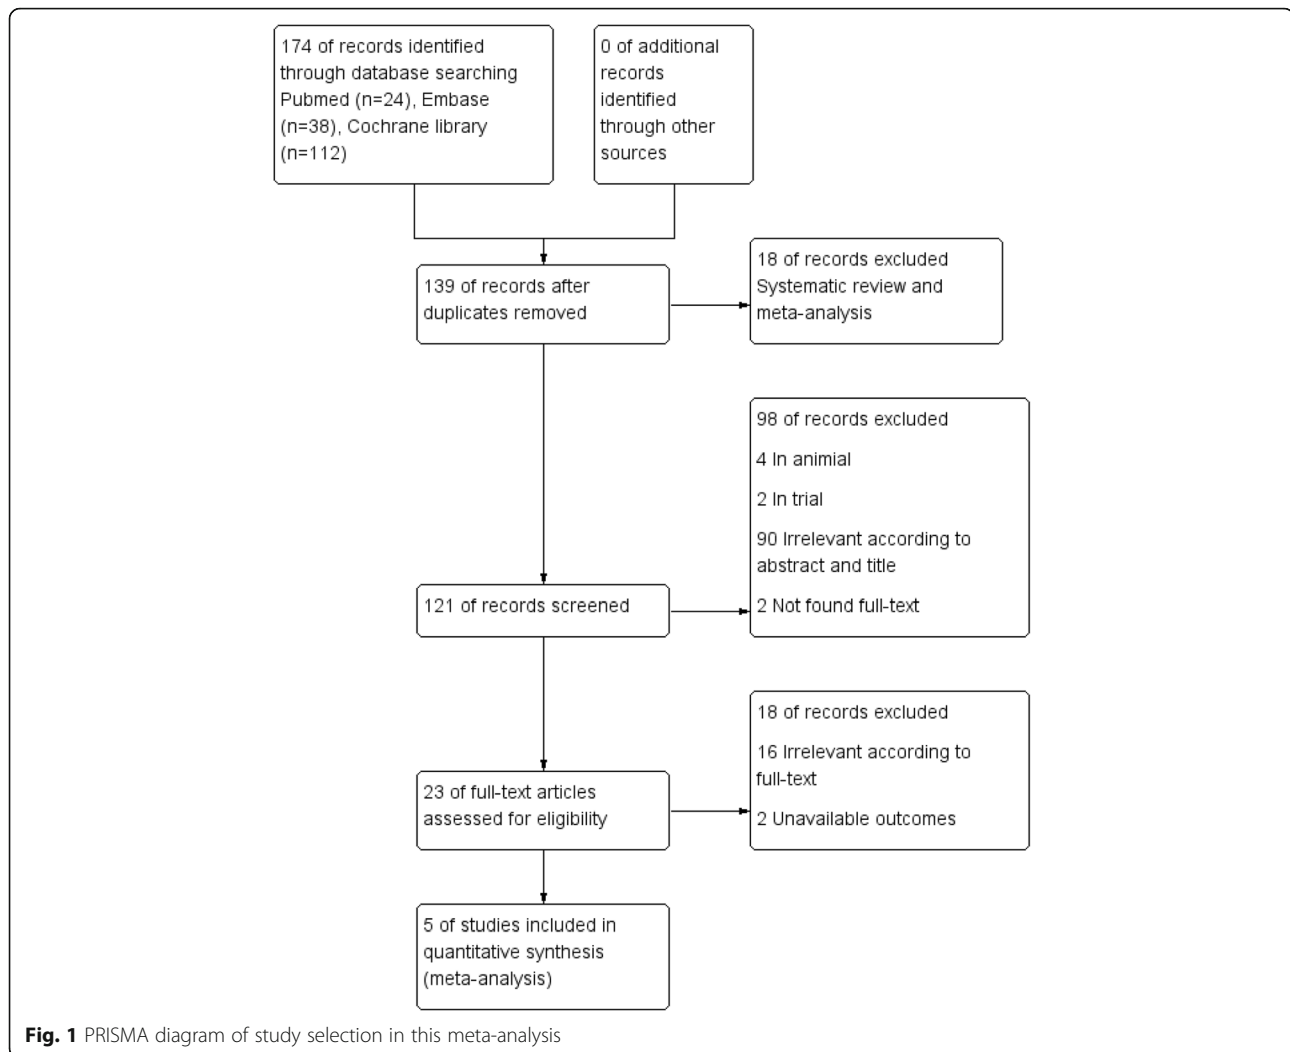 174 of records identified
through database searching
Pubmed (n=24), Embase
(n=38), Cochrane library
(n=112)
0 of additional
records
identified
through other
sources
139 of records after
duplicates removed
18 of records excluded
Systematic review and
meta-analysis
98 of records excluded
4 In animial
2 In trial
90 Irrelevant according to
abstract and title
2 Not found full-text
121 of records screened
18 of records excluded
16 Irrelevant according to
full-text
2 Unavailable outcomes
23 of full-text articles
assessed for eligibility
5 of studies included in
quantitative synthesis
(meta-analysis)
Fig. 1 PRISMA diagram of study selection in this meta-analysis